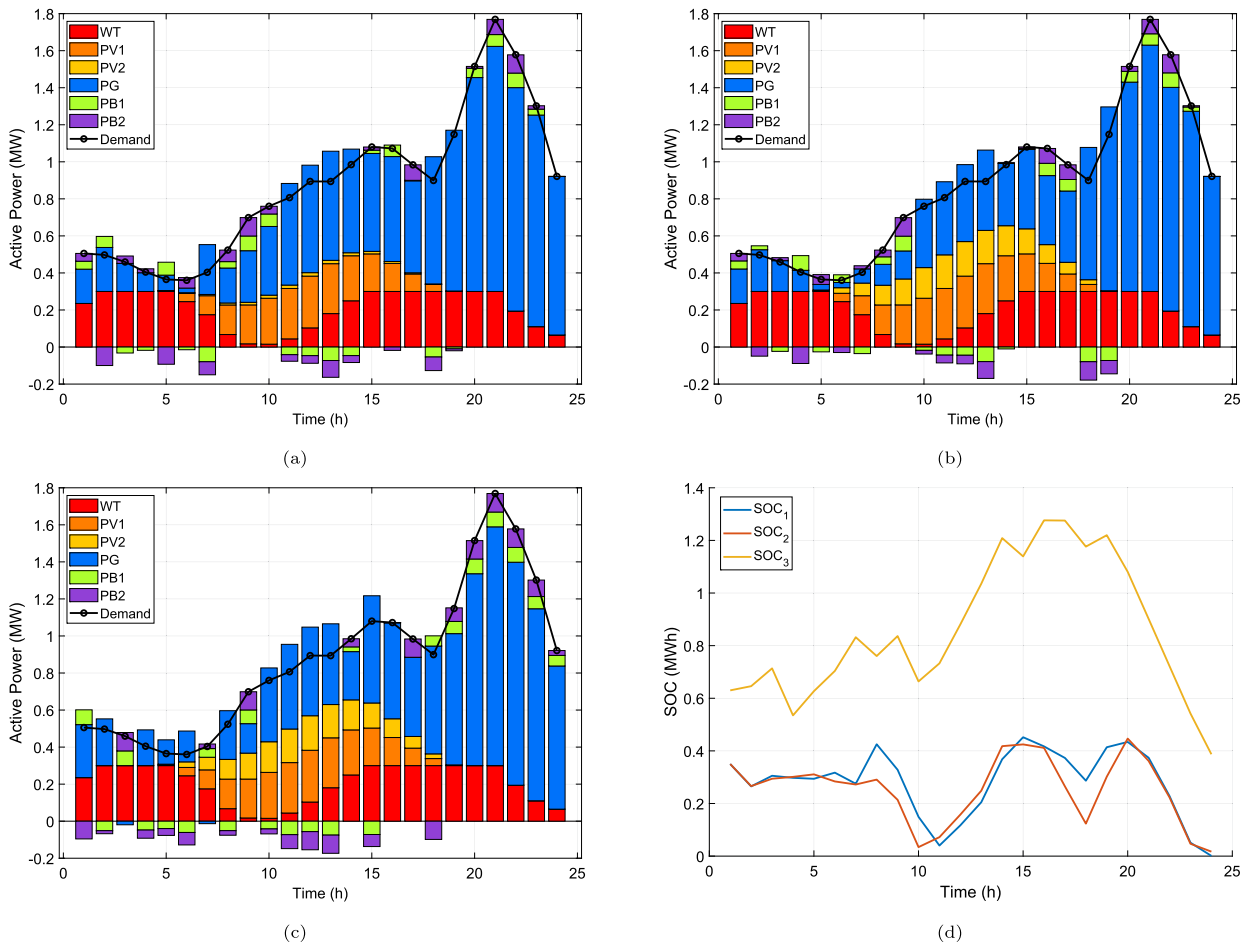 1.8
1.6
1.4
1.2
1
0.8
0.6
0.4
0.2
0
-0.2
Active Power (MW)
WT
PV1
PV2
PG
PB1
PB2
Demand
0 5 10 15 20 25
Time (h)
(a)
1.8
1.6
1.4
1.2
1
0.8
0.6
0.4
0.2
0
-0.2
Active Power (MW)
WT
PV1
PV2
PG
PB1
PB2
Demand
0 5 10 15 20 25
Time (h)
(b)
1.8
1.6
1.4
1.2
1
0.8
0.6
0.4
0.2
0
-0.2
Active Power (MW)
WT
PV1
PV2
PG
PB1
PB2
Demand
0 5 10 15 20 25
Time (h)
(c)
1.4
1.2
1
0.8
0.6
0.4
0.2
0
SOC (MWh)
SOC₁
SOC₂
SOC₃
0 5 10 15 20 25
Time (h)
(d)